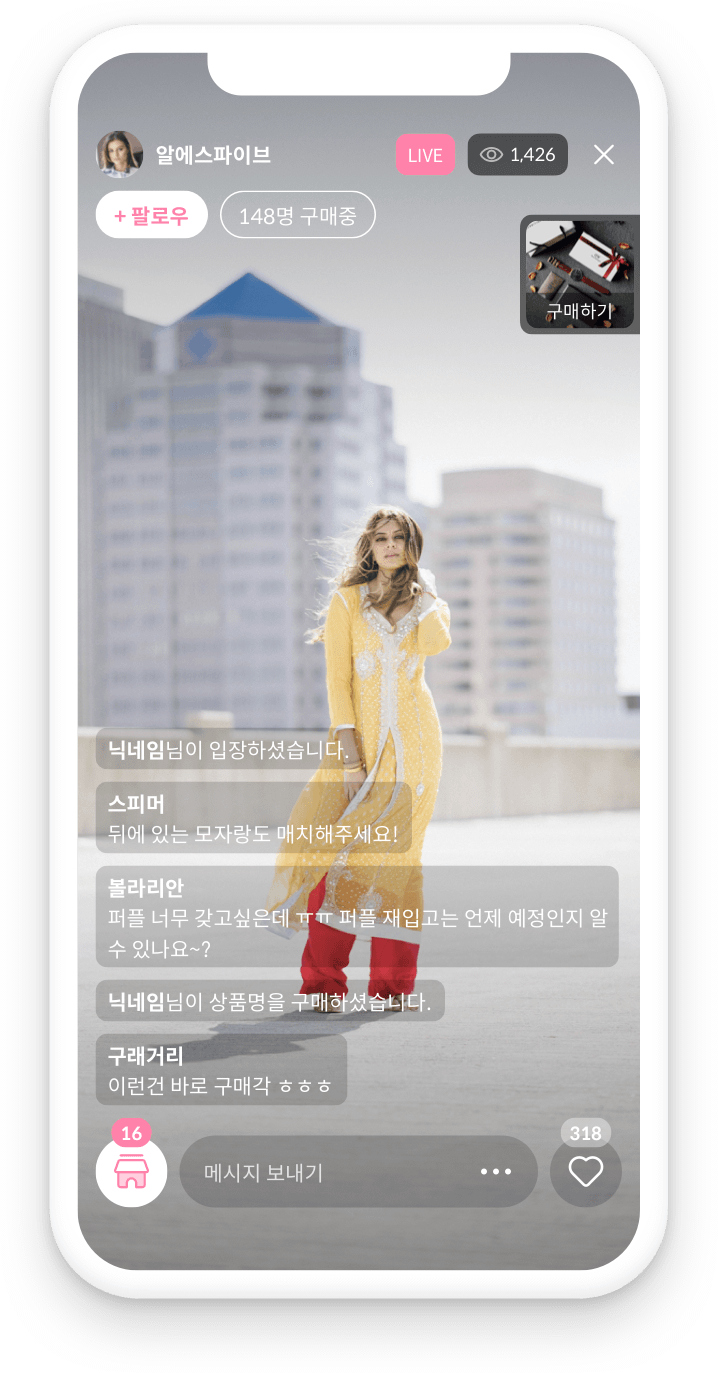 알에스파이브
LIVE
1,426
+ 팔로우
148명 구매중
구매하기
닉네임님이 입장하셨습니다.
스피머
뒤에 있는 모자랑도 매치해주세요!
볼라리안
퍼플 너무 갖고싶은데 ㅠㅠ 퍼플 재입고는 언제 예정인지 알
수 있나요~?
닉네임님이 상품명을 구매하셨습니다.
구래거리
이런건 바로 구매각 ㅎㅎㅎ
16
318
메시지 보내기